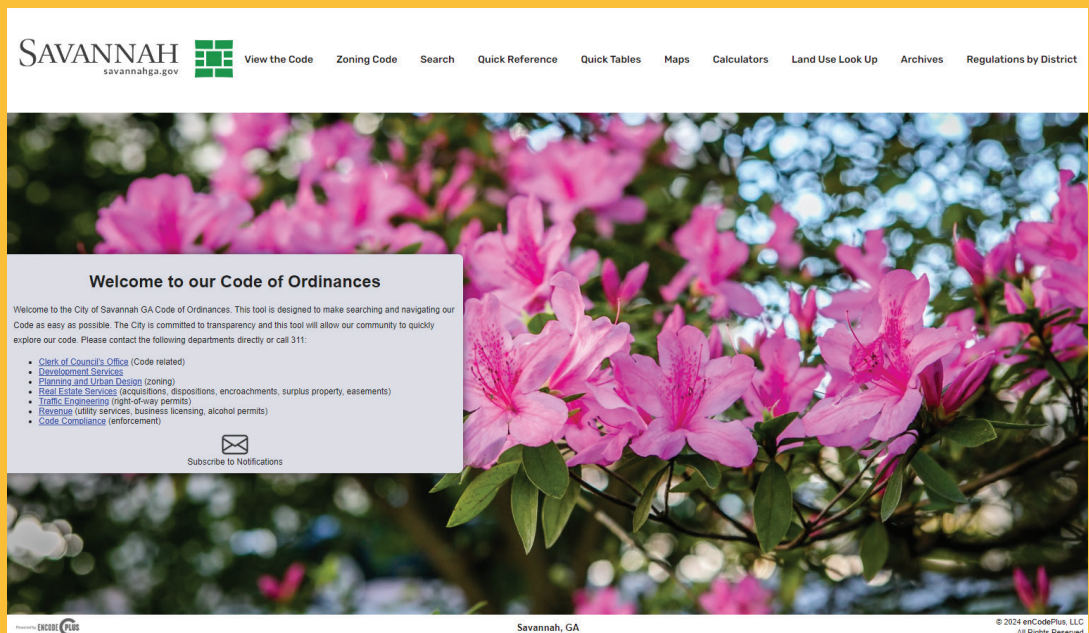 SAVANNAH
savannahga.gov
View the Code Zoning Code Search Quick Reference Quick Tables Maps Calculators Land Use Look Up Archives Regulations by District
Welcome to our Code of Ordinances
Welcome to the City of Savannah GA Code of Ordinances. This tool is designed to make searching and navigating our
Code as easy as possible. The City is committed to transparency and this tool will allow our community to quickly
explore our code. Please contact the following departments directly or call 311:
Clerk of Council's Office (Code related)
Development Services
Planning and Urban Design (zoning)
Real Estate Services (acquisitions, dispositions, encroachments, surplus property, easements)
Traffic Engineering (right-of-way permits)
Revenue (utility services, business licensing, alcohol permits)
Code Compliance (enforcement)
Subscribe to Notifications
Powered by ENCODE PLUS
Savannah, GA
© 2024 enCodePlus, LLC
All Rights Reserved